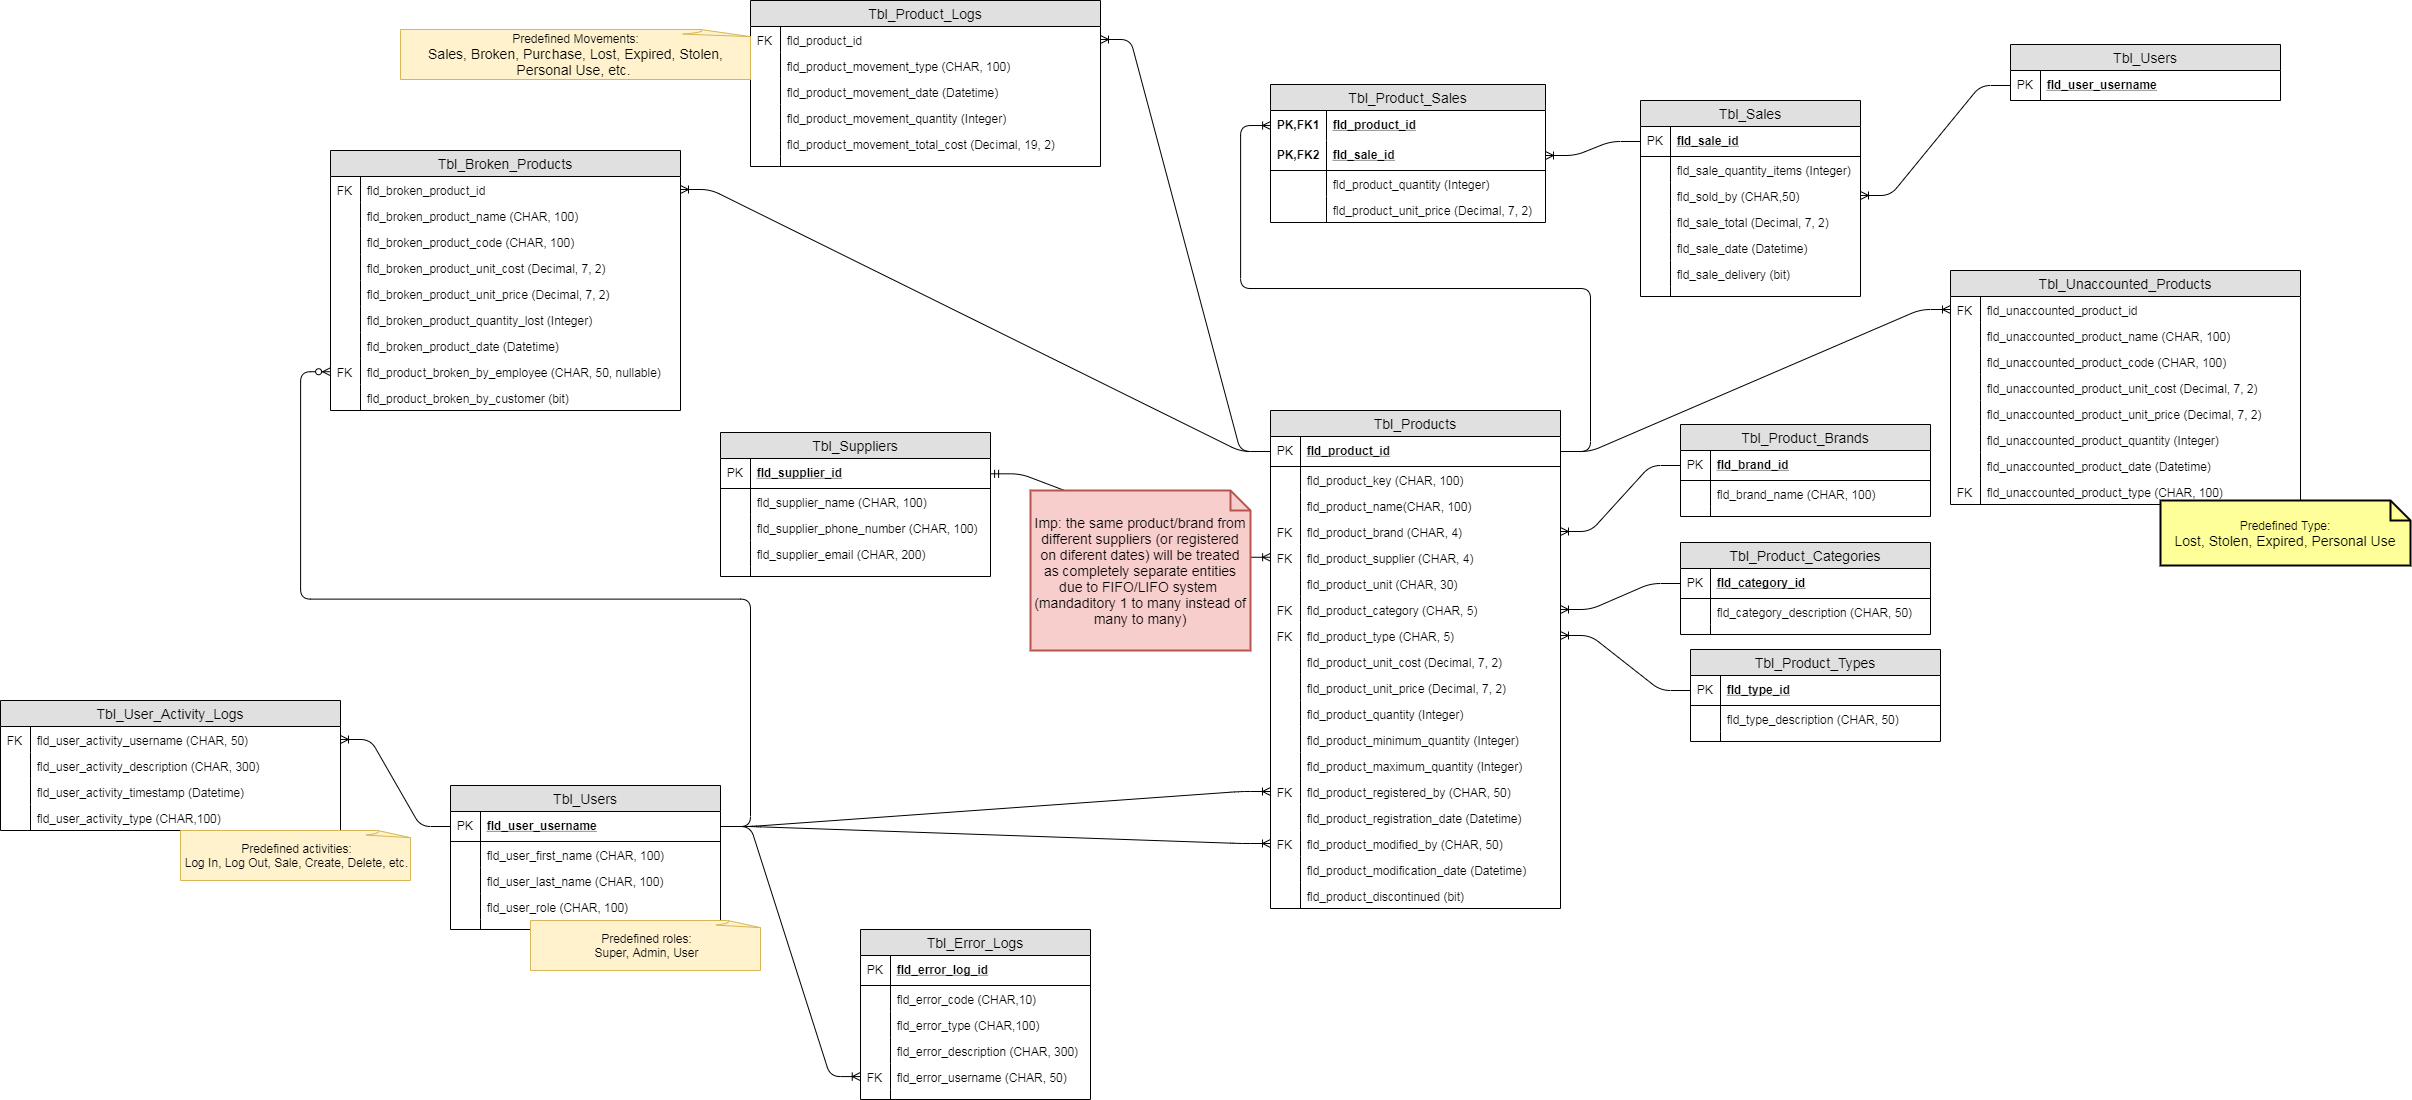 Tbl_Product_Logs
FK fld_product_id
fld_product_movement_type (CHAR, 100)
fld_product_movement_date (Datetime)
fld_product_movement_quantity (Integer)
fld_product_movement_total_cost (Decimal, 19, 2)
Predefined Movements:
Sales, Broken, Purchase, Lost, Expired, Stolen,
Personal Use, etc.
Tbl_Users
PK fld_user_username
Tbl_Product_Sales
PK,FK1 fld_product_id
PK,FK2 fld_sale_id
fld_product_quantity (Integer)
fld_product_unit_price (Decimal, 7, 2)
Tbl_Sales
PK fld_sale_id
fld_sale_quantity_items (Integer)
fld_sold_by (CHAR,50)
fld_sale_total (Decimal, 7, 2)
fld_sale_date (Datetime)
fld_sale_delivery (bit)
Tbl_Broken_Products
FK fld_broken_product_id
fld_broken_product_name (CHAR, 100)
fld_broken_product_code (CHAR, 100)
fld_broken_product_unit_cost (Decimal, 7, 2)
fld_broken_product_unit_price (Decimal, 7, 2)
fld_broken_product_quantity_lost (Integer)
fld_broken_product_date (Datetime)
FK fld_product_broken_by_employee (CHAR, 50, nullable)
fld_product_broken_by_customer (bit)
Tbl_Unaccounted_Products
FK fld_unaccounted_product_id
fld_unaccounted_product_name (CHAR, 100)
fld_unaccounted_product_code (CHAR, 100)
fld_unaccounted_product_unit_cost (Decimal, 7, 2)
fld_unaccounted_product_unit_price (Decimal, 7, 2)
fld_unaccounted_product_quantity (Integer)
fld_unaccounted_product_date (Datetime)
FK fld_unaccounted_product_type (CHAR, 100)
Predefined Type:
Lost, Stolen, Expired, Personal Use
Tbl_Suppliers
PK fld_supplier_id
fld_supplier_name (CHAR, 100)
fld_supplier_phone_number (CHAR, 100)
fld_supplier_email (CHAR, 200)
Imp: the same product/brand from
different suppliers (or registered
on diferent dates) will be treated
as completely separate entities
due to FIFO/LIFO system
(mandaditory 1 to many instead of
many to many)
Tbl_Products
PK fld_product_id
fld_product_key (CHAR, 100)
fld_product_name(CHAR, 100)
FK fld_product_brand (CHAR, 4)
FK fld_product_supplier (CHAR, 4)
fld_product_unit (CHAR, 30)
FK fld_product_category (CHAR, 5)
FK fld_product_type (CHAR, 5)
fld_product_unit_cost (Decimal, 7, 2)
fld_product_unit_price (Decimal, 7, 2)
fld_product_quantity (Integer)
fld_product_minimum_quantity (Integer)
fld_product_maximum_quantity (Integer)
FK fld_product_registered_by (CHAR, 50)
fld_product_registration_date (Datetime)
FK fld_product_modified_by (CHAR, 50)
fld_product_modification_date (Datetime)
fld_product_discontinued (bit)
Tbl_Product_Brands
PK fld_brand_id
fld_brand_name (CHAR, 100)
Tbl_Product_Categories
PK fld_category_id
fld_category_description (CHAR, 50)
Tbl_Product_Types
PK fld_type_id
fld_type_description (CHAR, 50)
Tbl_User_Activity_Logs
FK fld_user_activity_username (CHAR, 50)
fld_user_activity_description (CHAR, 300)
fld_user_activity_timestamp (Datetime)
fld_user_activity_type (CHAR,100)
Predefined activities:
Log In, Log Out, Sale, Create, Delete, etc.
Tbl_Users
PK fld_user_username
fld_user_first_name (CHAR, 100)
fld_user_last_name (CHAR, 100)
fld_user_role (CHAR, 100)
Predefined roles:
Super, Admin, User
Tbl_Error_Logs
PK fld_error_log_id
fld_error_code (CHAR,10)
fld_error_type (CHAR,100)
fld_error_description (CHAR, 300)
FK fld_error_username (CHAR, 50)